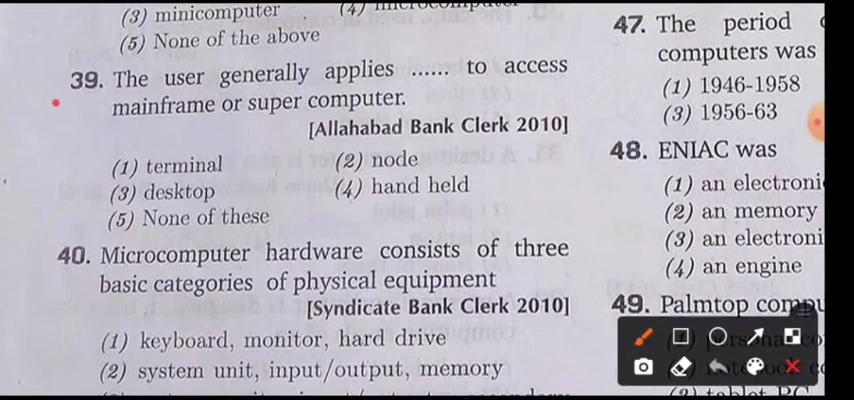 (3) minicomputer (4) microcomputer
(5) None of the above
39. The user generally applies ...... to access
mainframe or super computer.
[Allahabad Bank Clerk 2010]
(1) terminal (2) node
(3) desktop (4) hand held
(5) None of these
40. Microcomputer hardware consists of three
basic categories of physical equipment
[Syndicate Bank Clerk 2010]
(1) keyboard, monitor, hard drive
(2) system unit, input/output, memory
47. The period
computers was
(1) 1946-1958
(3) 1956-63
48. ENIAC was
(1) an electroni
(2) an memory
(3) an electroni
(4) an engine
49. Palmtop compu